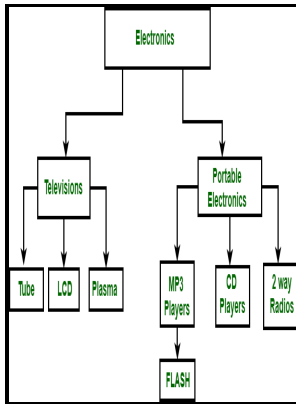 Electronics
Televisions
Portable
Electronics
Tube
LCD
Plasma
MP3
Players
CD
Players
2 way
Radios
FLASH